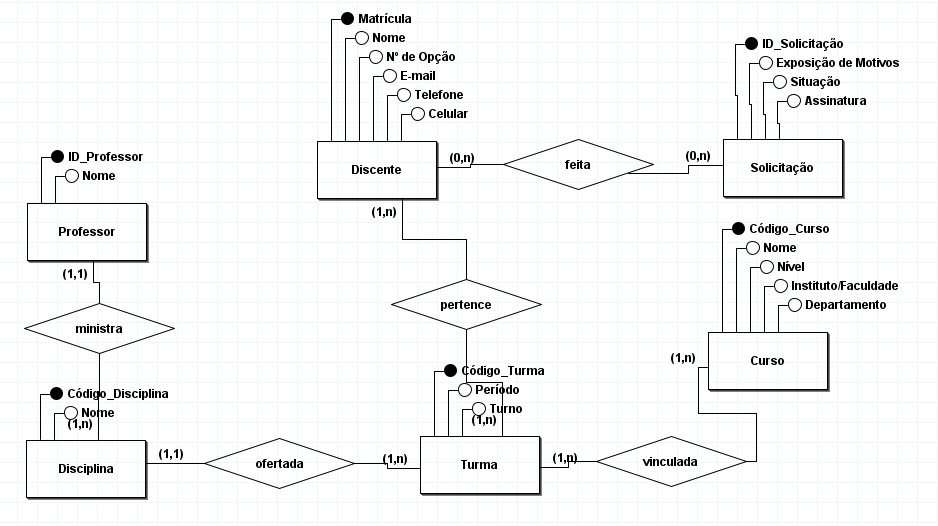 Matrícula
Nome
N° de Opção
E-mail
Telefone
Celular
Discente
(0,n)
feita
(0,n)
ID_Solicitação
Exposição de Motivos
Situação
Assinatura
Solicitação
ID_Professor
Nome
Professor
(1,1)
ministra
(1,n)
pertence
Código_Curso
Nome
Nível
Instituto/Faculdade
Departamento
Curso
(1,n)
Código_Disciplina
Nome
(1,n)
Disciplina
(1,1)
ofertada
(1,n)
Código_Turma
Período
Turno
(1,n)
Turma
(1,n)
vinculada